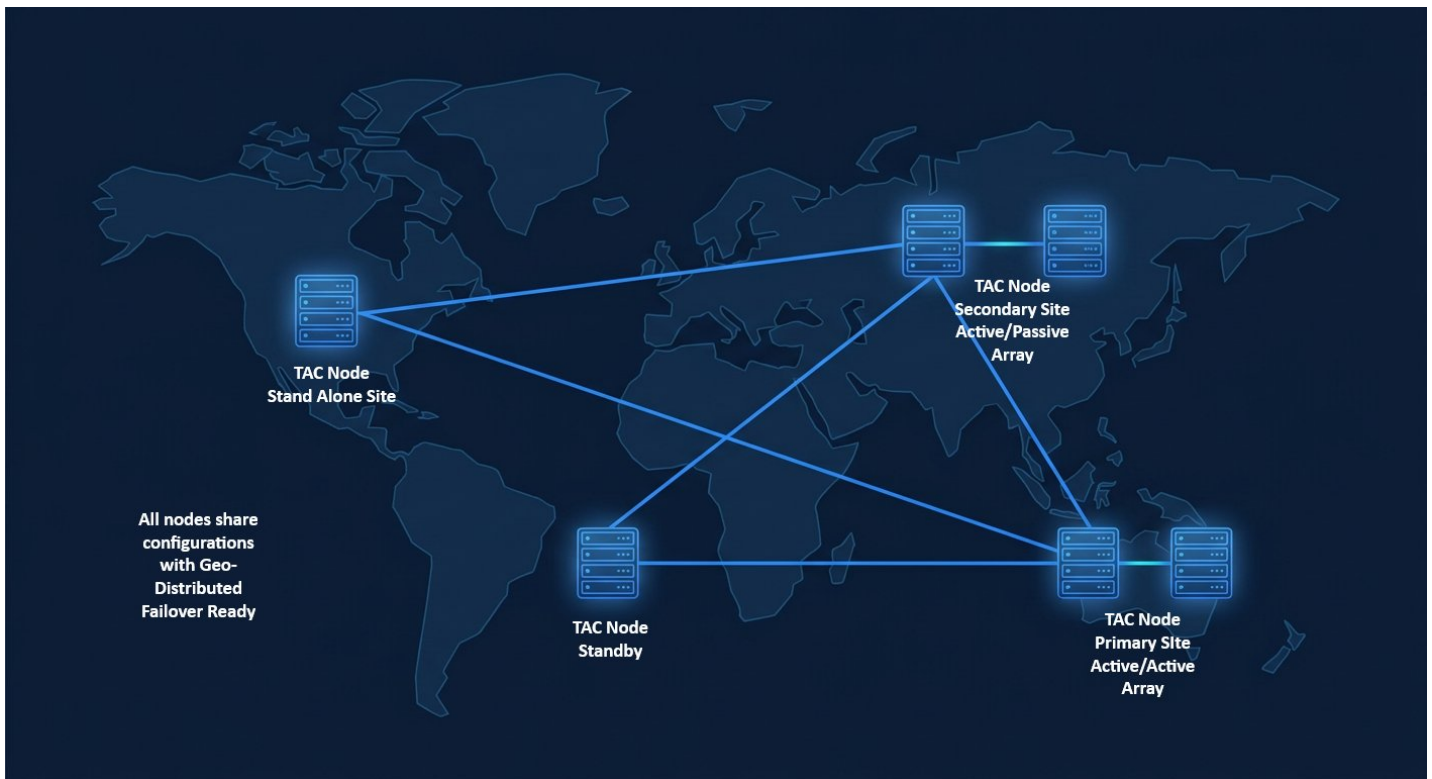 TAC Node
Secondary Site
Active/Passive
Array
TAC Node
Stand Alone Site
All nodes share
configurations
with Geo-
Distributed
Failover Ready
TAC Node
Standby
TAC Node
Primary SIte
Active/Active
Array